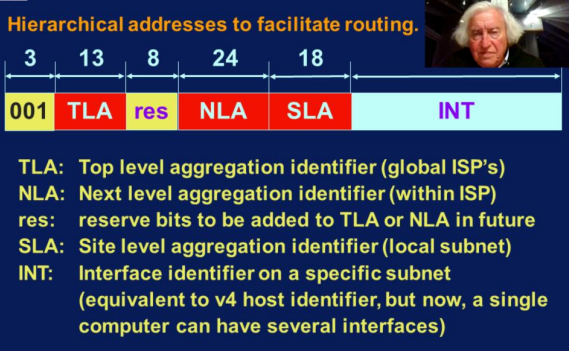 Hierarchical addresses to facilitate routing.
3 13 8 24 18
001 TLA res NLA SLA INT
TLA: Top level aggregation identifier (global ISP's)
NLA: Next level aggregation identifier (within ISP)
res: reserve bits to be added to TLA or NLA in future
SLA: Site level aggregation identifier (local subnet)
INT: Interface identifier on a specific subnet
(equivalent to v4 host identifier, but now, a single
computer can have several interfaces)